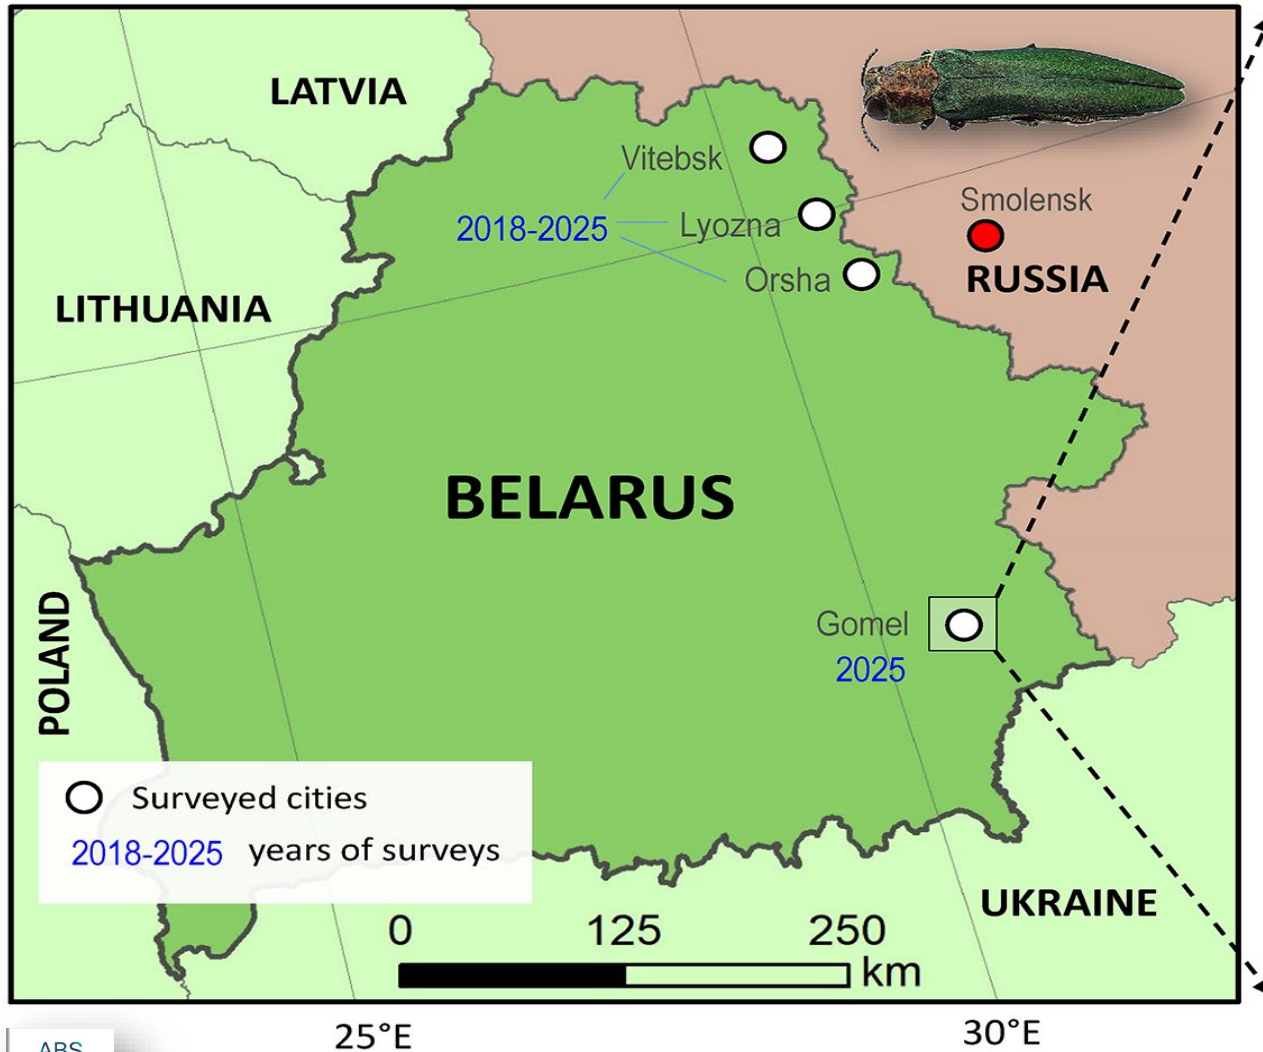 LATVIA
Vitebsk
Smolensk
2018-2025
Lyozna
Orsha
RUSSIA
LITHUANIA
BELARUS
Gomel
2025
POLAND
Surveyed cities
2018-2025 years of surveys
UKRAINE
0 125 250
km
25°E
30°E
ABS